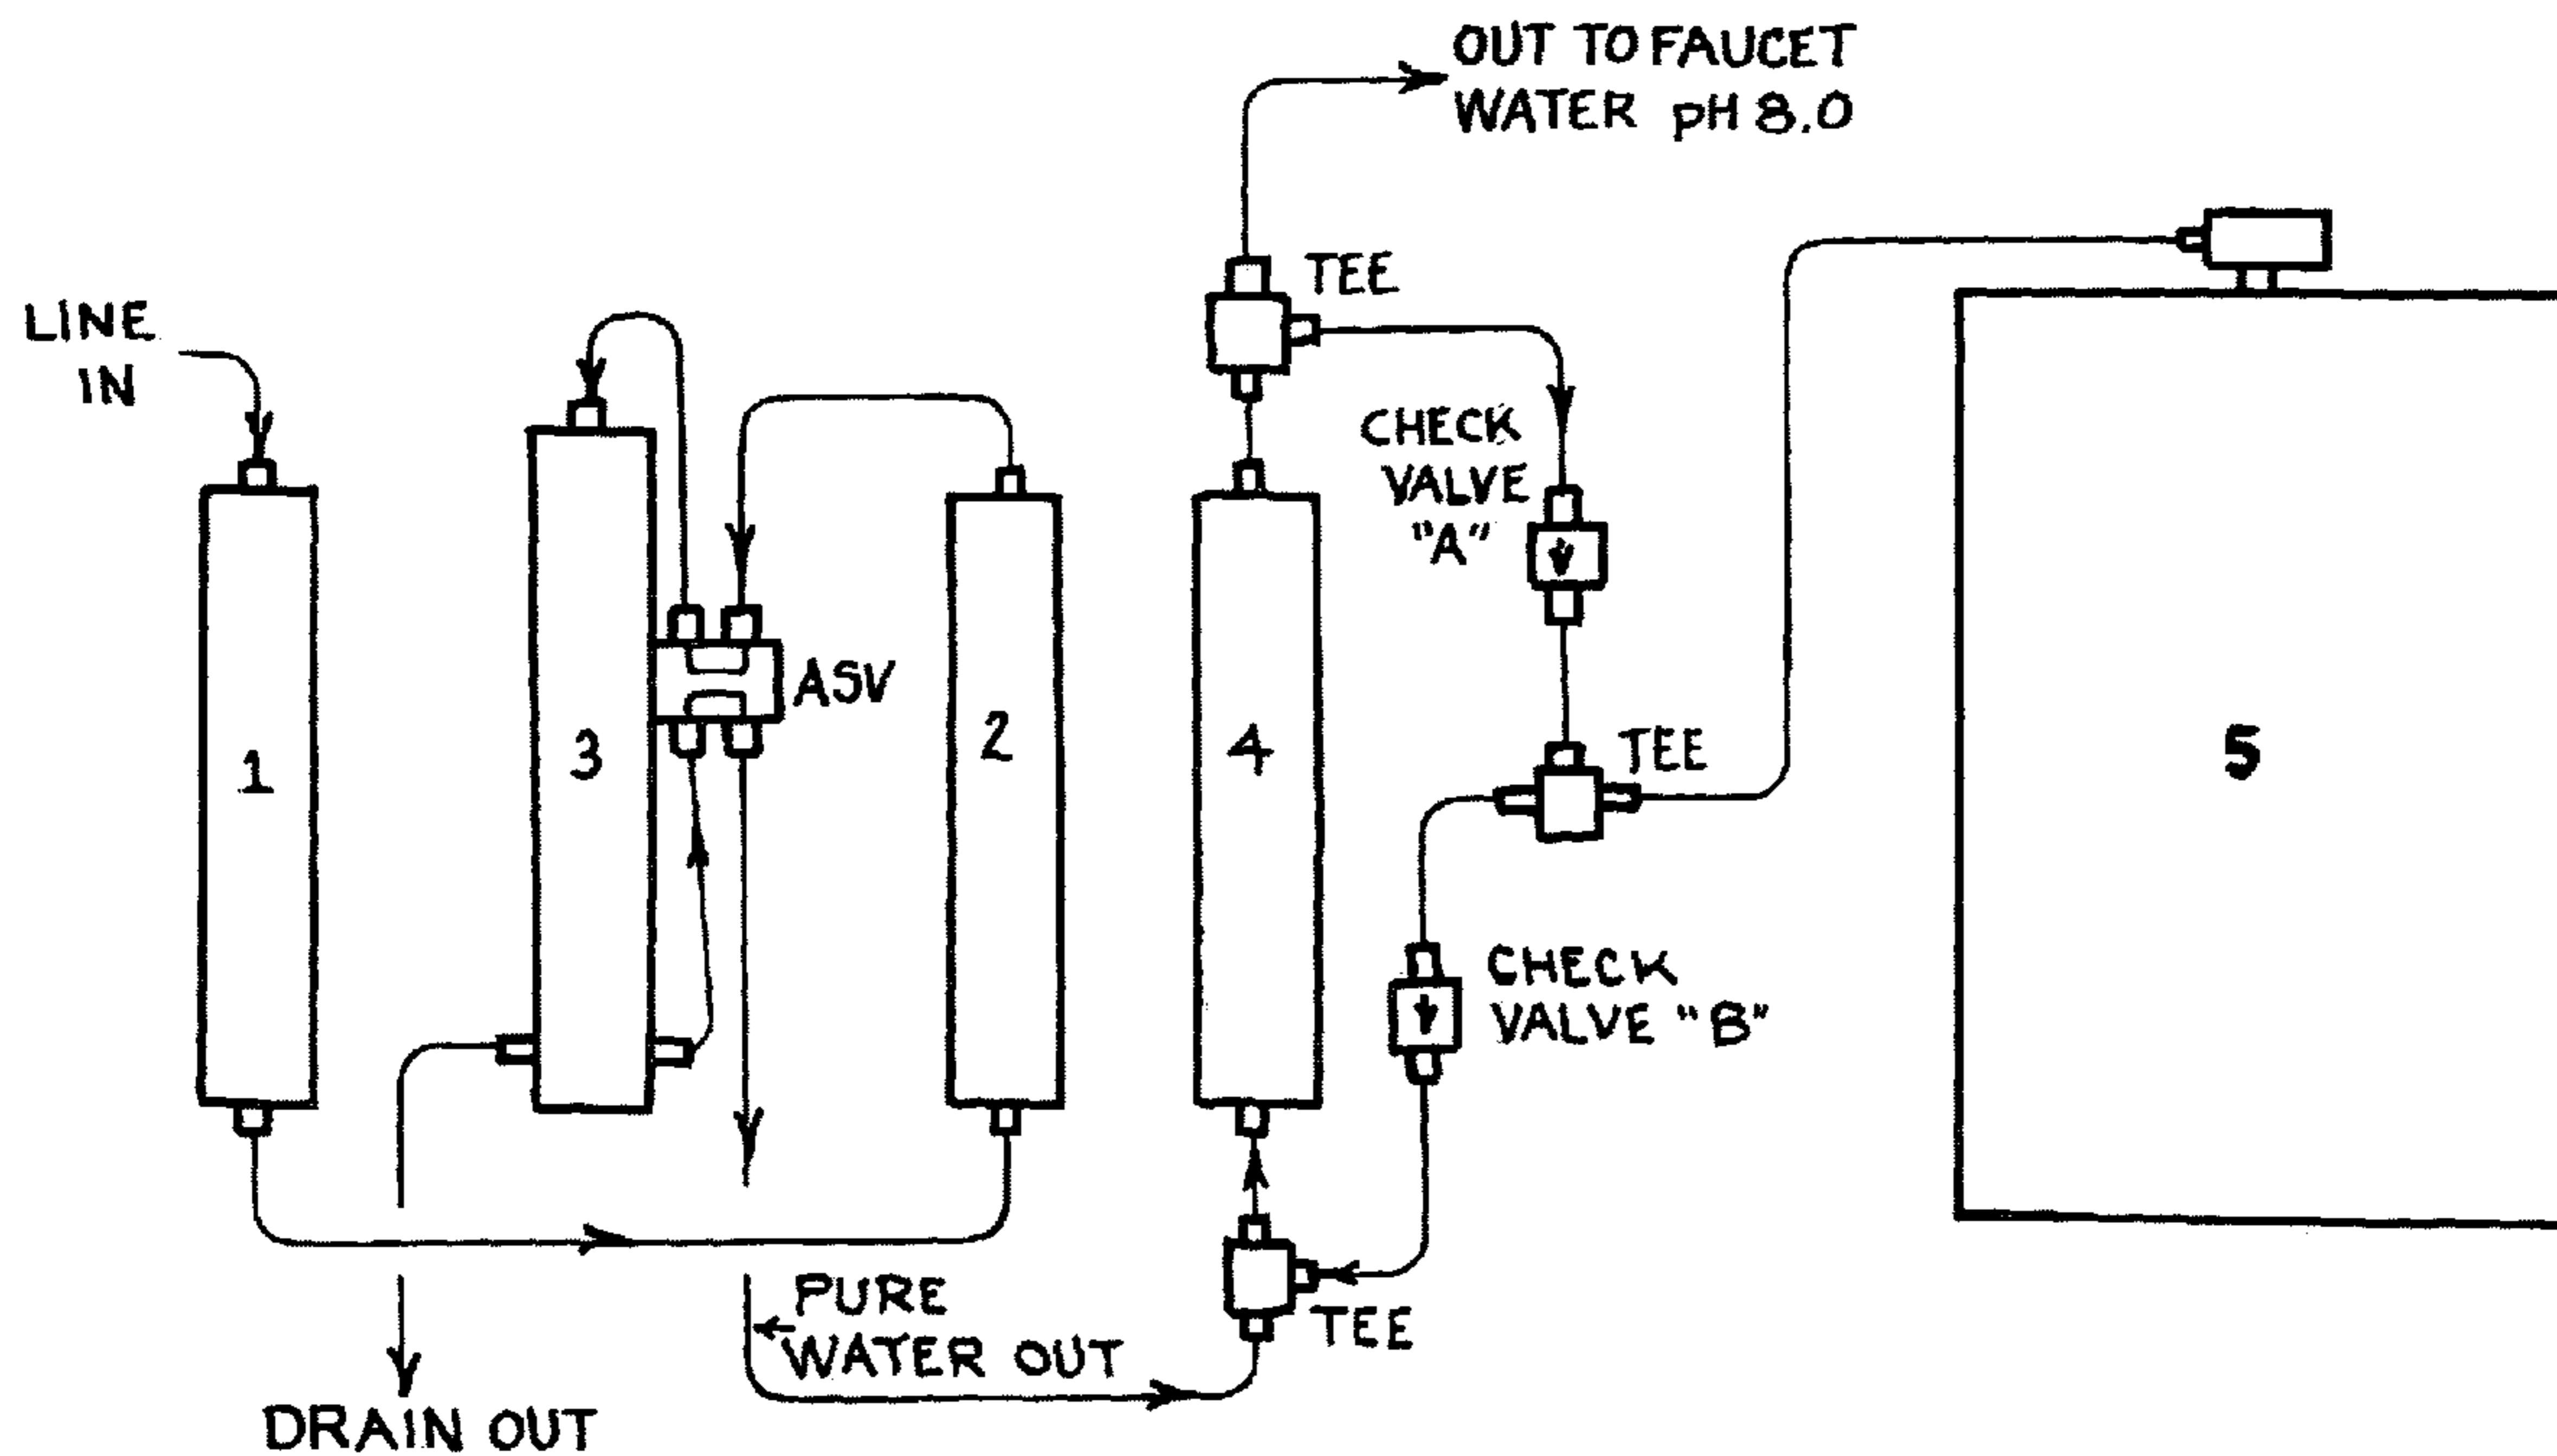 OUT TO FAUCET
WATER pH 8.0
LINE
IN
TEE
CHECK
VALVE
"A"
ASV
1
3
2
4
TEE
5
CHECK
VALVE "B"
PURE
WATER OUT
TEE
DRAIN OUT